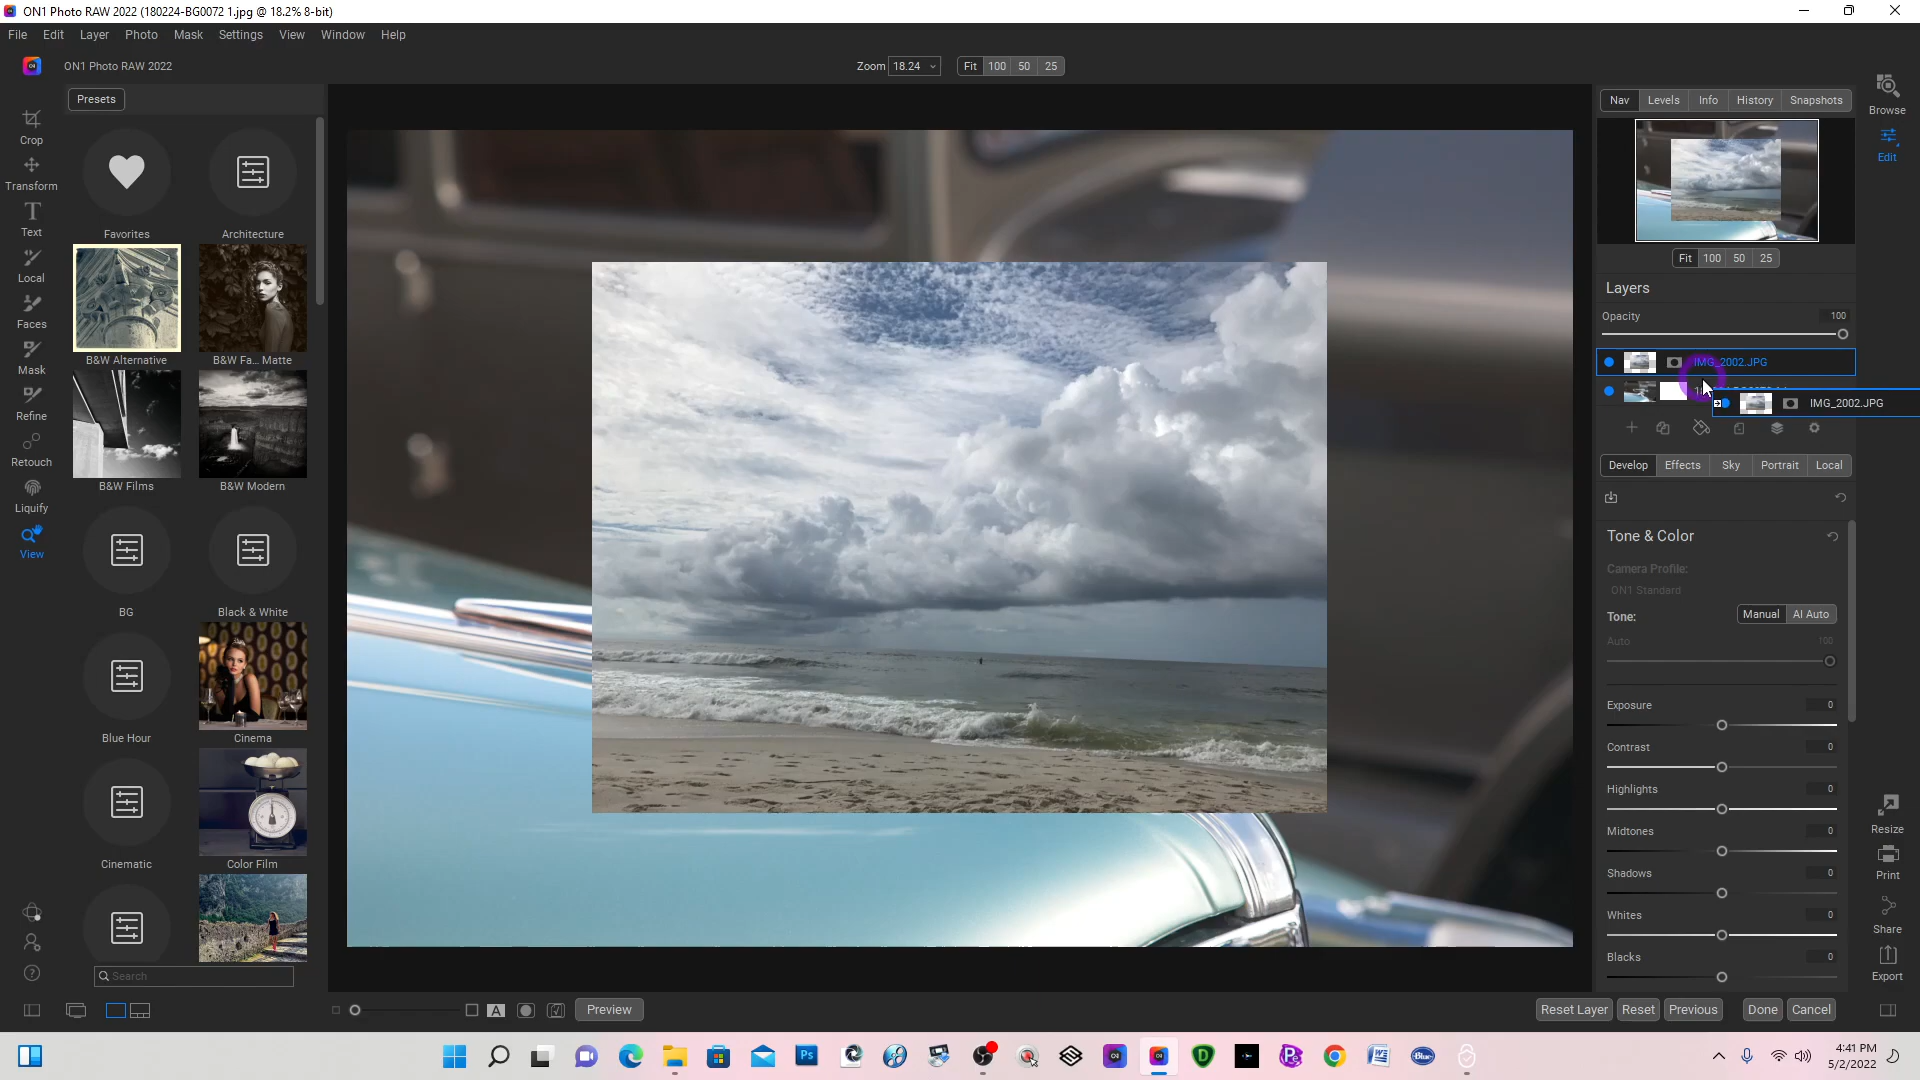 ON1 Photo RAW 2022 (180224-BG0072 1.jpg @ 18.2% 8-bit)
File Edit Layer Photo Mask Settings View Window Help
ON1 Photo RAW 2022
Zoom 18.24 Fit 100 50 25
Presets
Nav Levels Info History Snapshots
Browse
Edit
Crop
Transform
Text
Local
Faces
Mask
Refine
Retouch
Liquify
View
Favorites Architecture
B&W Alternative B&W Fa... Matte
B&W Films B&W Modern
BG Black & White
Blue Hour Cinema
Cinematic Color Film
Search
Fit 100 50 25
Layers
Opacity 100
IMG_2002.JPG
IMG_2002.JPG
Develop Effects Sky Portrait Local
Tone & Color
Camera Profile:
ON1 Standard
Tone: Manual AI Auto
Auto 100
Exposure 0
Contrast 0
Highlights 0
Midtones 0
Shadows 0
Whites 0
Blacks 0
Resize
Print
Share
Export
A Preview
Reset Layer Reset Previous Done Cancel
Ps
Pe
Blue
4:41 PM
5/2/2022